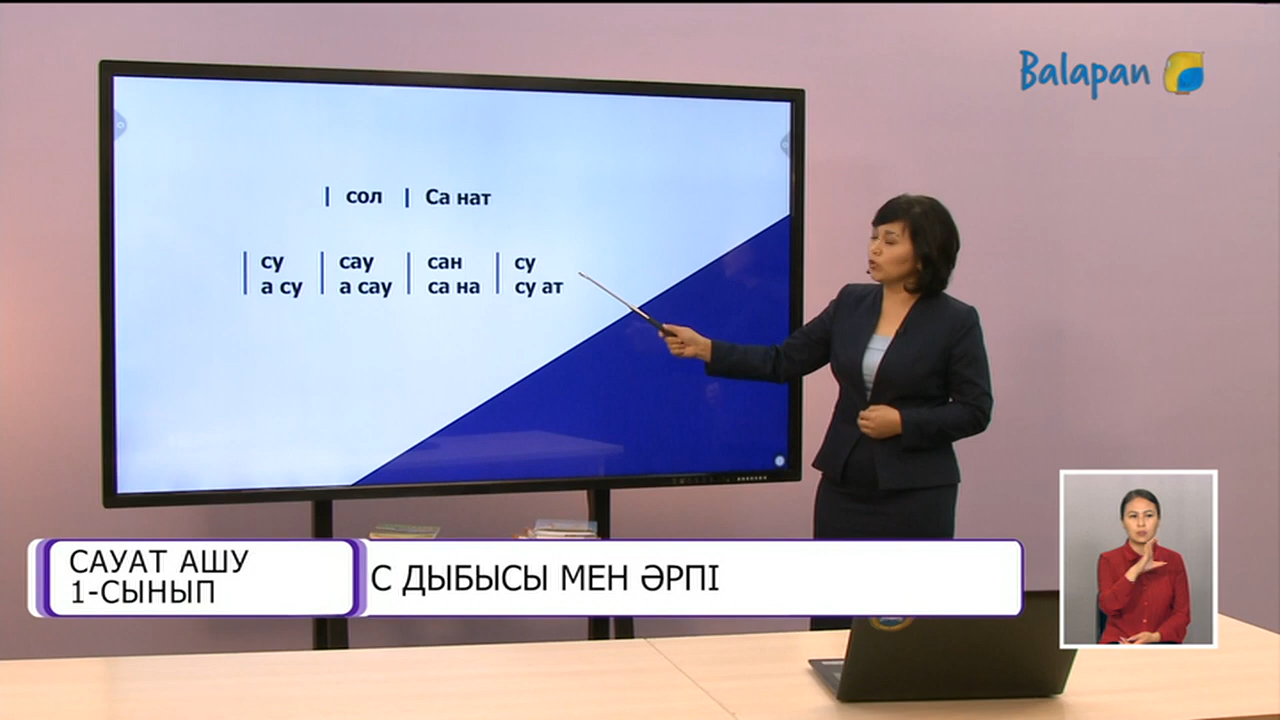 Balapan
| сол | Са нат
су | сау | сан | су
а су | а сау | са на | су ат
САУАТ АШУ
1-СЫНЫП
С ДЫБЫСЫ МЕН ӘРПІ